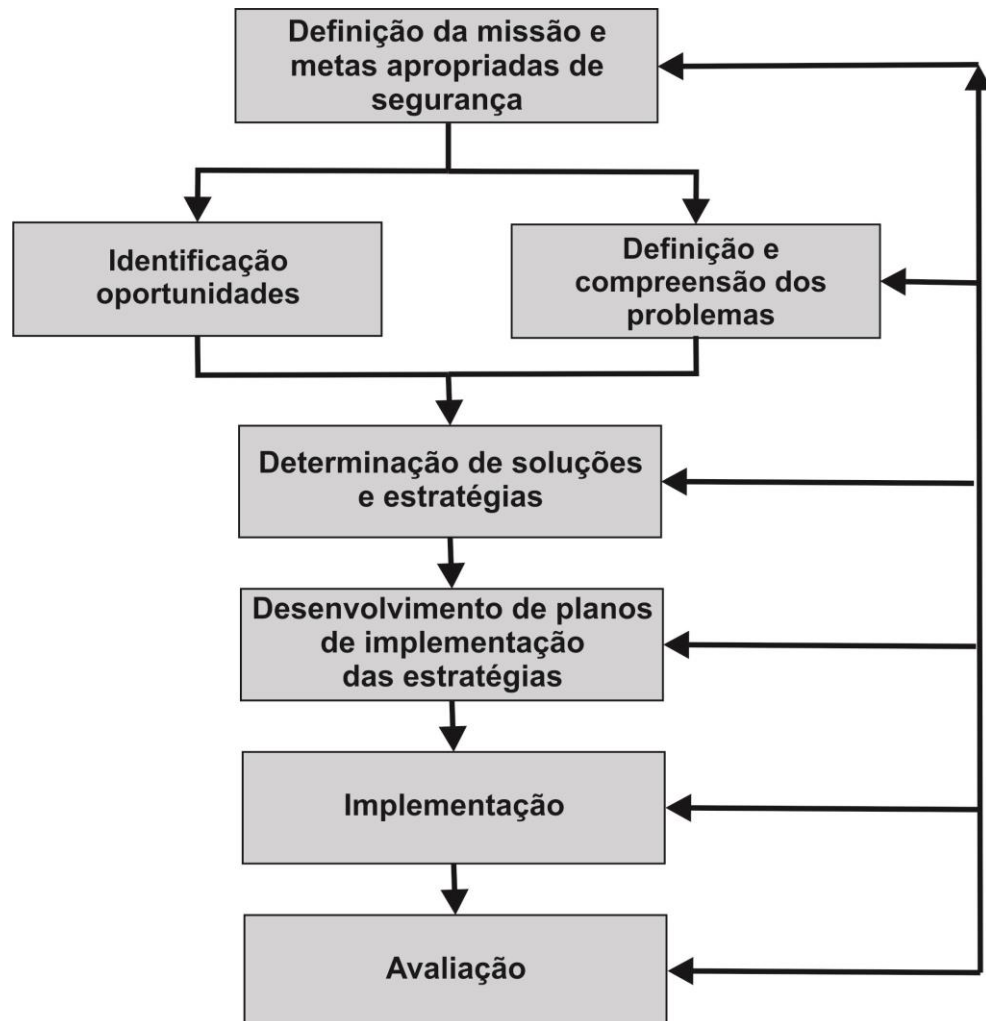 Definição da missão e
metas apropriadas de
segurança
Identificação
oportunidades
Definição e
compreensão dos
problemas
Determinação de soluções
e estratégias
Desenvolvimento de planos
de implementação
das estratégias
Implementação
Avaliação